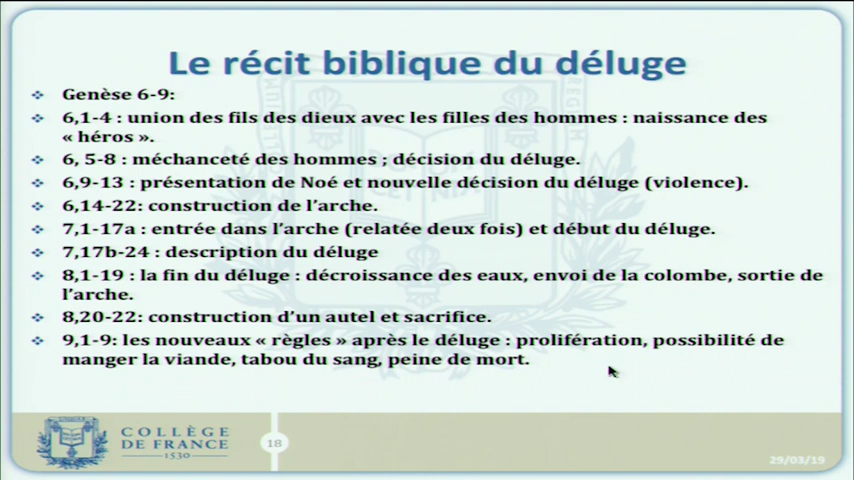 Le récit biblique du déluge
Genèse 6-9:
6,1-4 : union des fils des dieux avec les filles des hommes : naissance des
« héros ».
6, 5-8 : méchanceté des hommes ; décision du déluge.
6,9-13 : présentation de Noé et nouvelle décision du déluge (violence).
6,14-22: construction de l'arche.
7,1-17a : entrée dans l'arche (relatée deux fois) et début du déluge.
7,17b-24 : description du déluge
8,1-19 : la fin du déluge : décroissance des eaux, envoi de la colombe, sortie de
l'arche.
8,20-22: construction d'un autel et sacrifice.
9,1-9: les nouveaux « règles » après le déluge : prolifération, possibilité de
manger la viande, tabou du sang, peine de mort.
COLLÈGE
DE FRANCE
1530
18
29/03/19